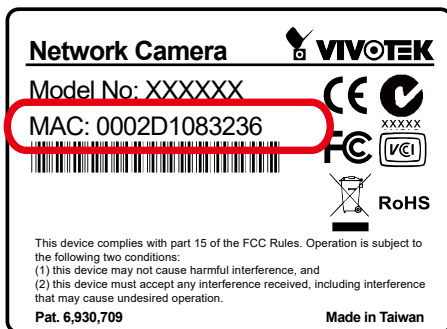 Network Camera
VIVOTEK
Model No: XXXXXX
MAC: 0002D1083236
CE
XXXXX
FC
VCI
RoHS
This device complies with part 15 of the FCC Rules. Operation is subject to
the following two conditions:
(1) this device may not cause harmful interference, and
(2) this device must accept any interference received, including interference
that may cause undesired operation.
Pat. 6,930,709
Made in Taiwan